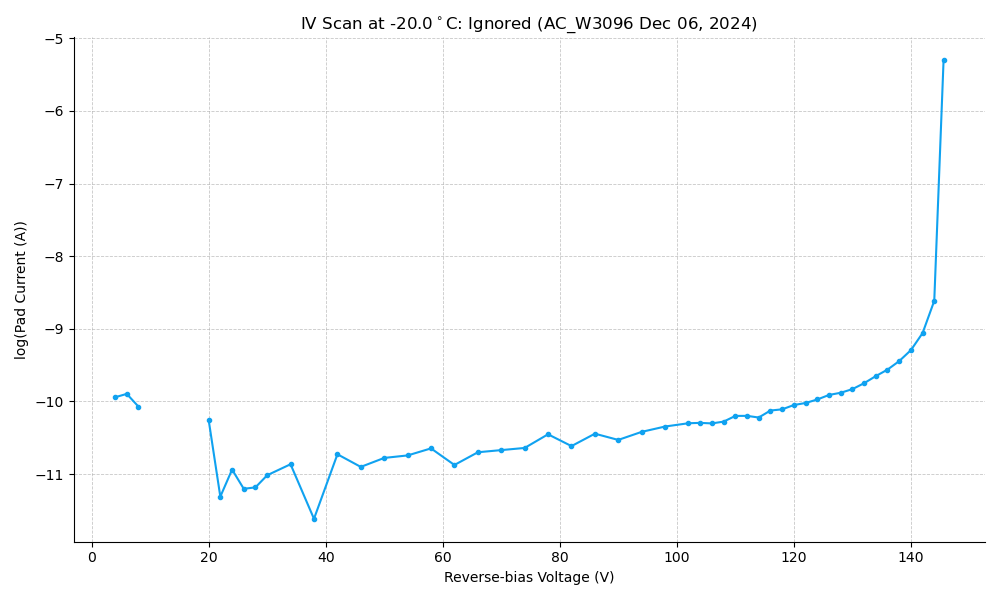 IV Scan at -20.0°C: Ignored (AC_W3096 Dec 06, 2024)
log(Pad Current (A))
−5
−6
−7
−8
−9
−10
−11
0 20 40 60 80 100 120 140
Reverse-bias Voltage (V)